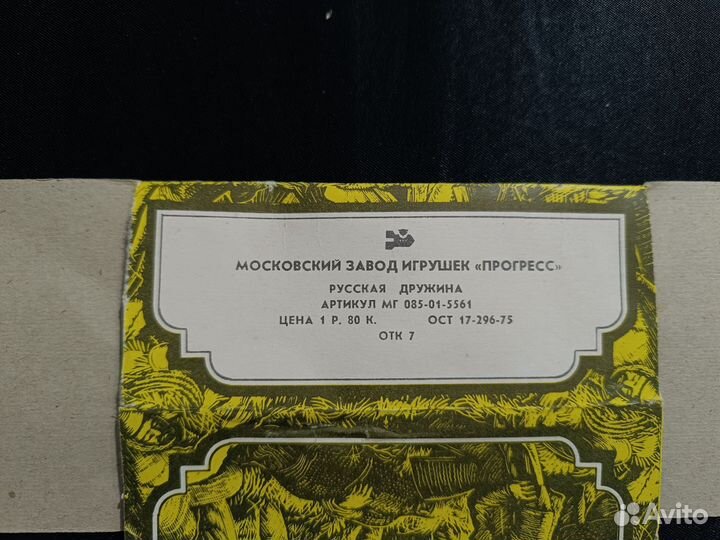 МОСКОВСКИЙ ЗАВОД ИГРУШЕК «ПРОГРЕСС»
РУССКАЯ ДРУЖИНА
АРТИКУЛ МГ 085-01-5561
ЦЕНА 1 Р. 80 К. ОСТ 17-296-75
ОТК 7
Avito